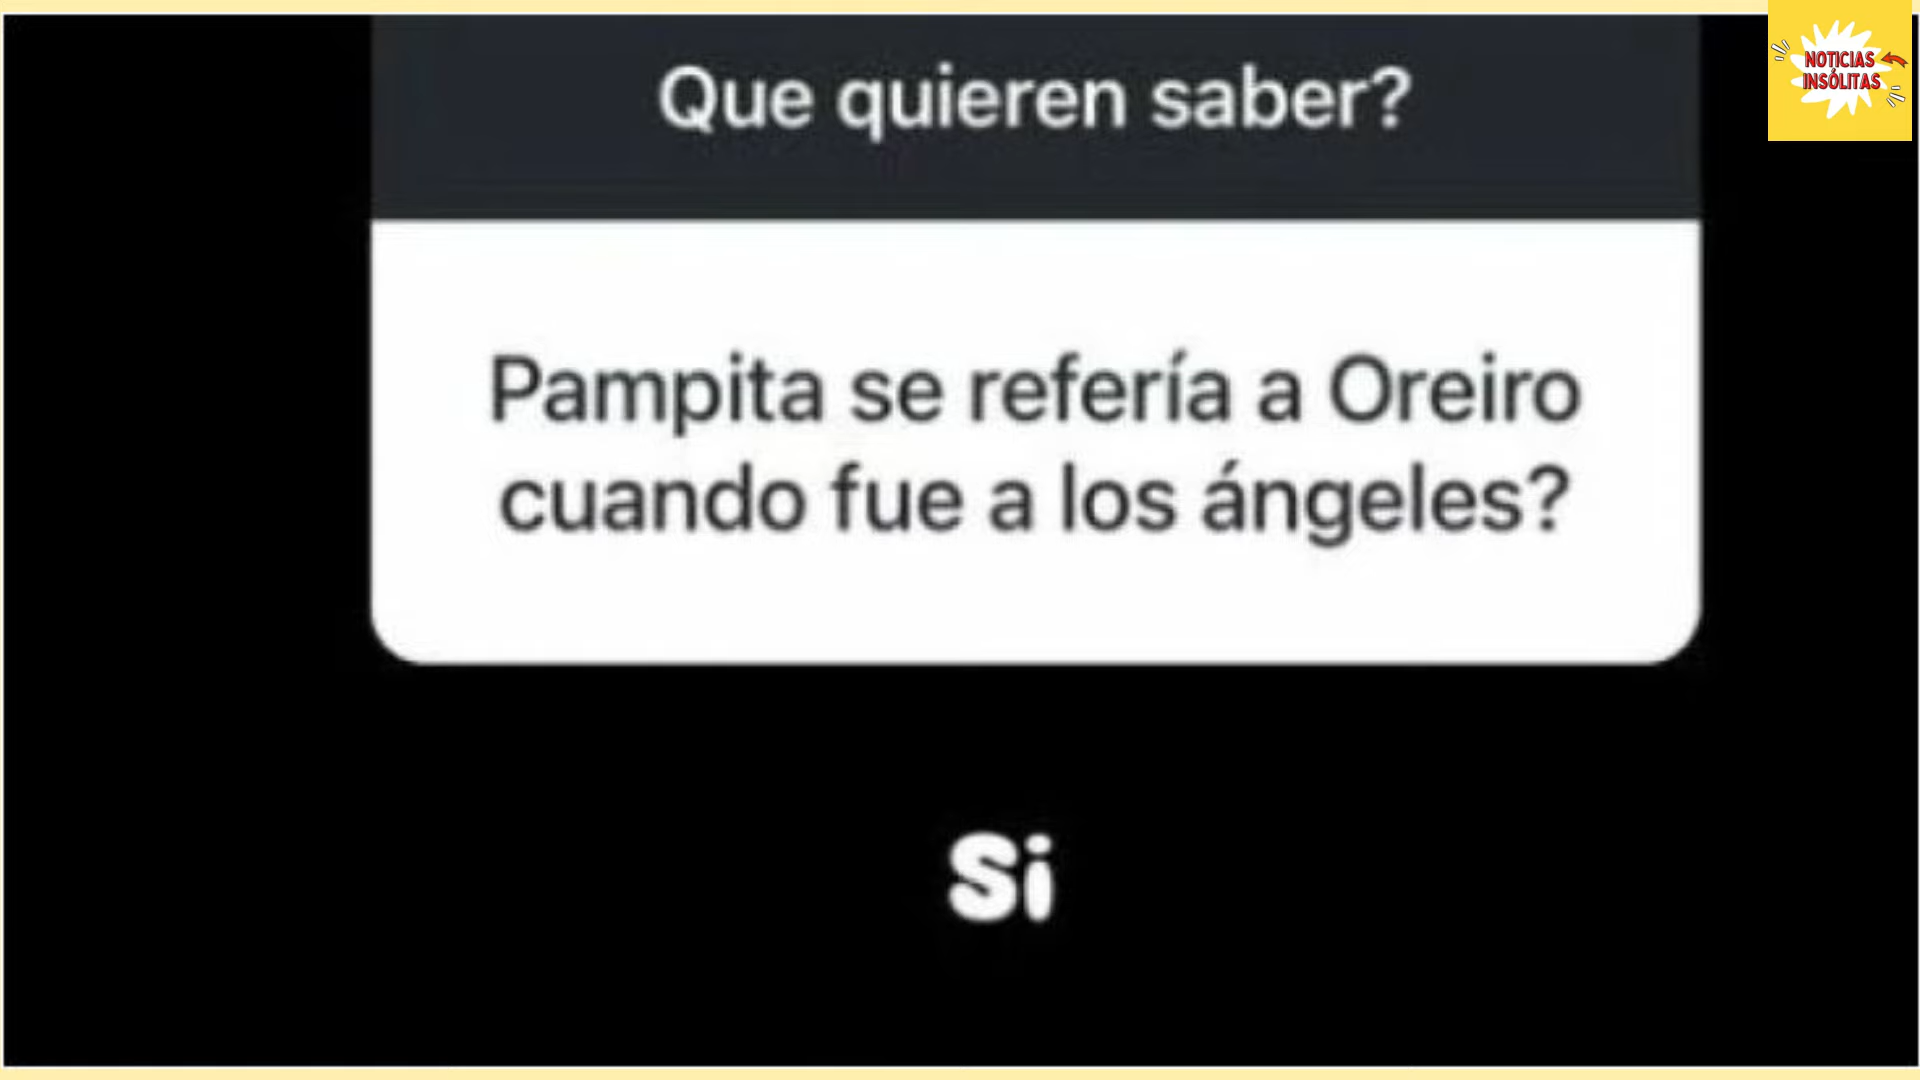 NOTICIAS
INSÓLITAS
Que quieren saber?
Pampita se refería a Oreiro
cuando fue a los ángeles?
Si